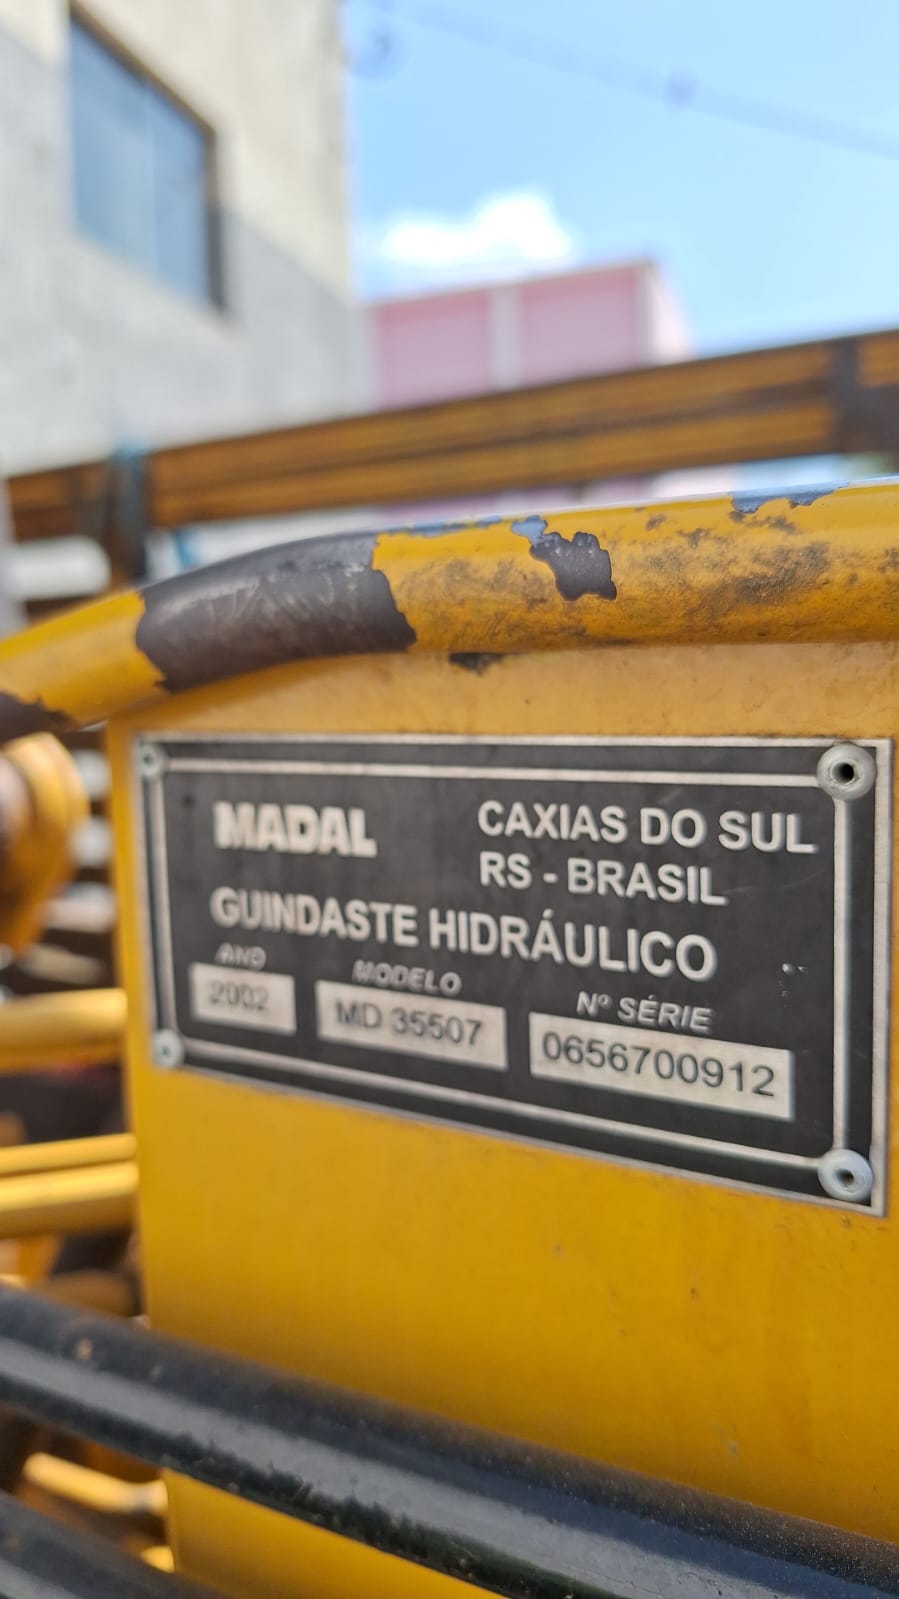 MADAL
CAXIAS DO SUL
RS - BRASIL
GUINDASTE HIDRÁULICO
ANO
MODELO
Nº SÉRIE
2002
MD 35507
0656700912